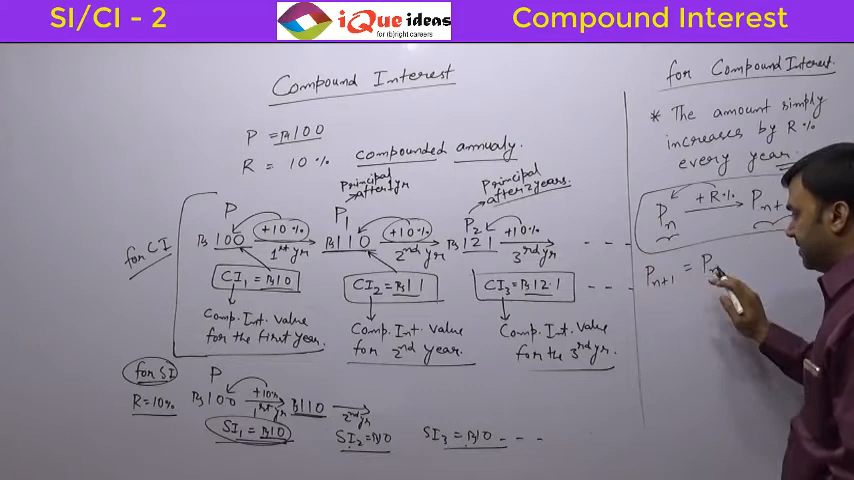 SI/CI - 2
iQue ideas
for (b)right careers
Compound Interest
Compound Interest
P = ₨100
R = 10% compounded annualy.
Principal after 1yr
Principal after 2 years.
P P1 P2
for CI
₨100 +10% 1st yr ₨110 +10% 2nd yr ₨121 +10% 3rd yr - - -
CI1 = ₨10 CI2 = ₨11 CI3 = ₨12.1 - - -
Comp. Int. value for the first year.
Comp. Int. value for 2nd year.
Comp. Int. value for the 3rd yr.
for SI
R = 10%
P
₨100 +10% 1st yr ₨110 2nd yr
SI1 = ₨10 SI2 = ₨10 SI3 = ₨10 - - -
for Compound Interest.
* The amount simply
increases by R%
every year.
Pn +R% Pn+
Pn+1 = Pn